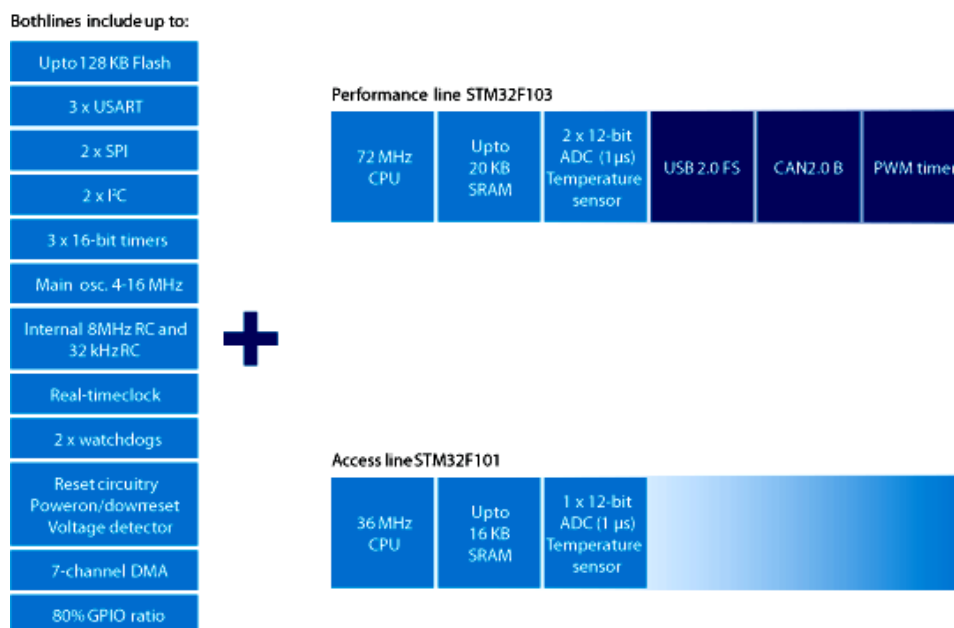 Bothlines include up to:
Upto 128 KB Flash
3 x USART
2 x SPI
2 x I²C
3 x 16-bit timers
Main osc. 4-16 MHz
Internal 8MHz RC and
32 kHz RC
Real-timeclock
2 x watchdogs
Reset circuitry
Poweron/downreset
Voltage detector
7-channel DMA
80% GPIO ratio
Performance line STM32F103
72 MHz
CPU
Upto
20 KB
SRAM
2 x 12-bit
ADC (1µs)
Temperature
sensor
USB 2.0 FS
CAN2.0 B
PWM timer
Access line STM32F101
36 MHz
CPU
Upto
16 KB
SRAM
1 x 12-bit
ADC (1 µs)
Temperature
sensor